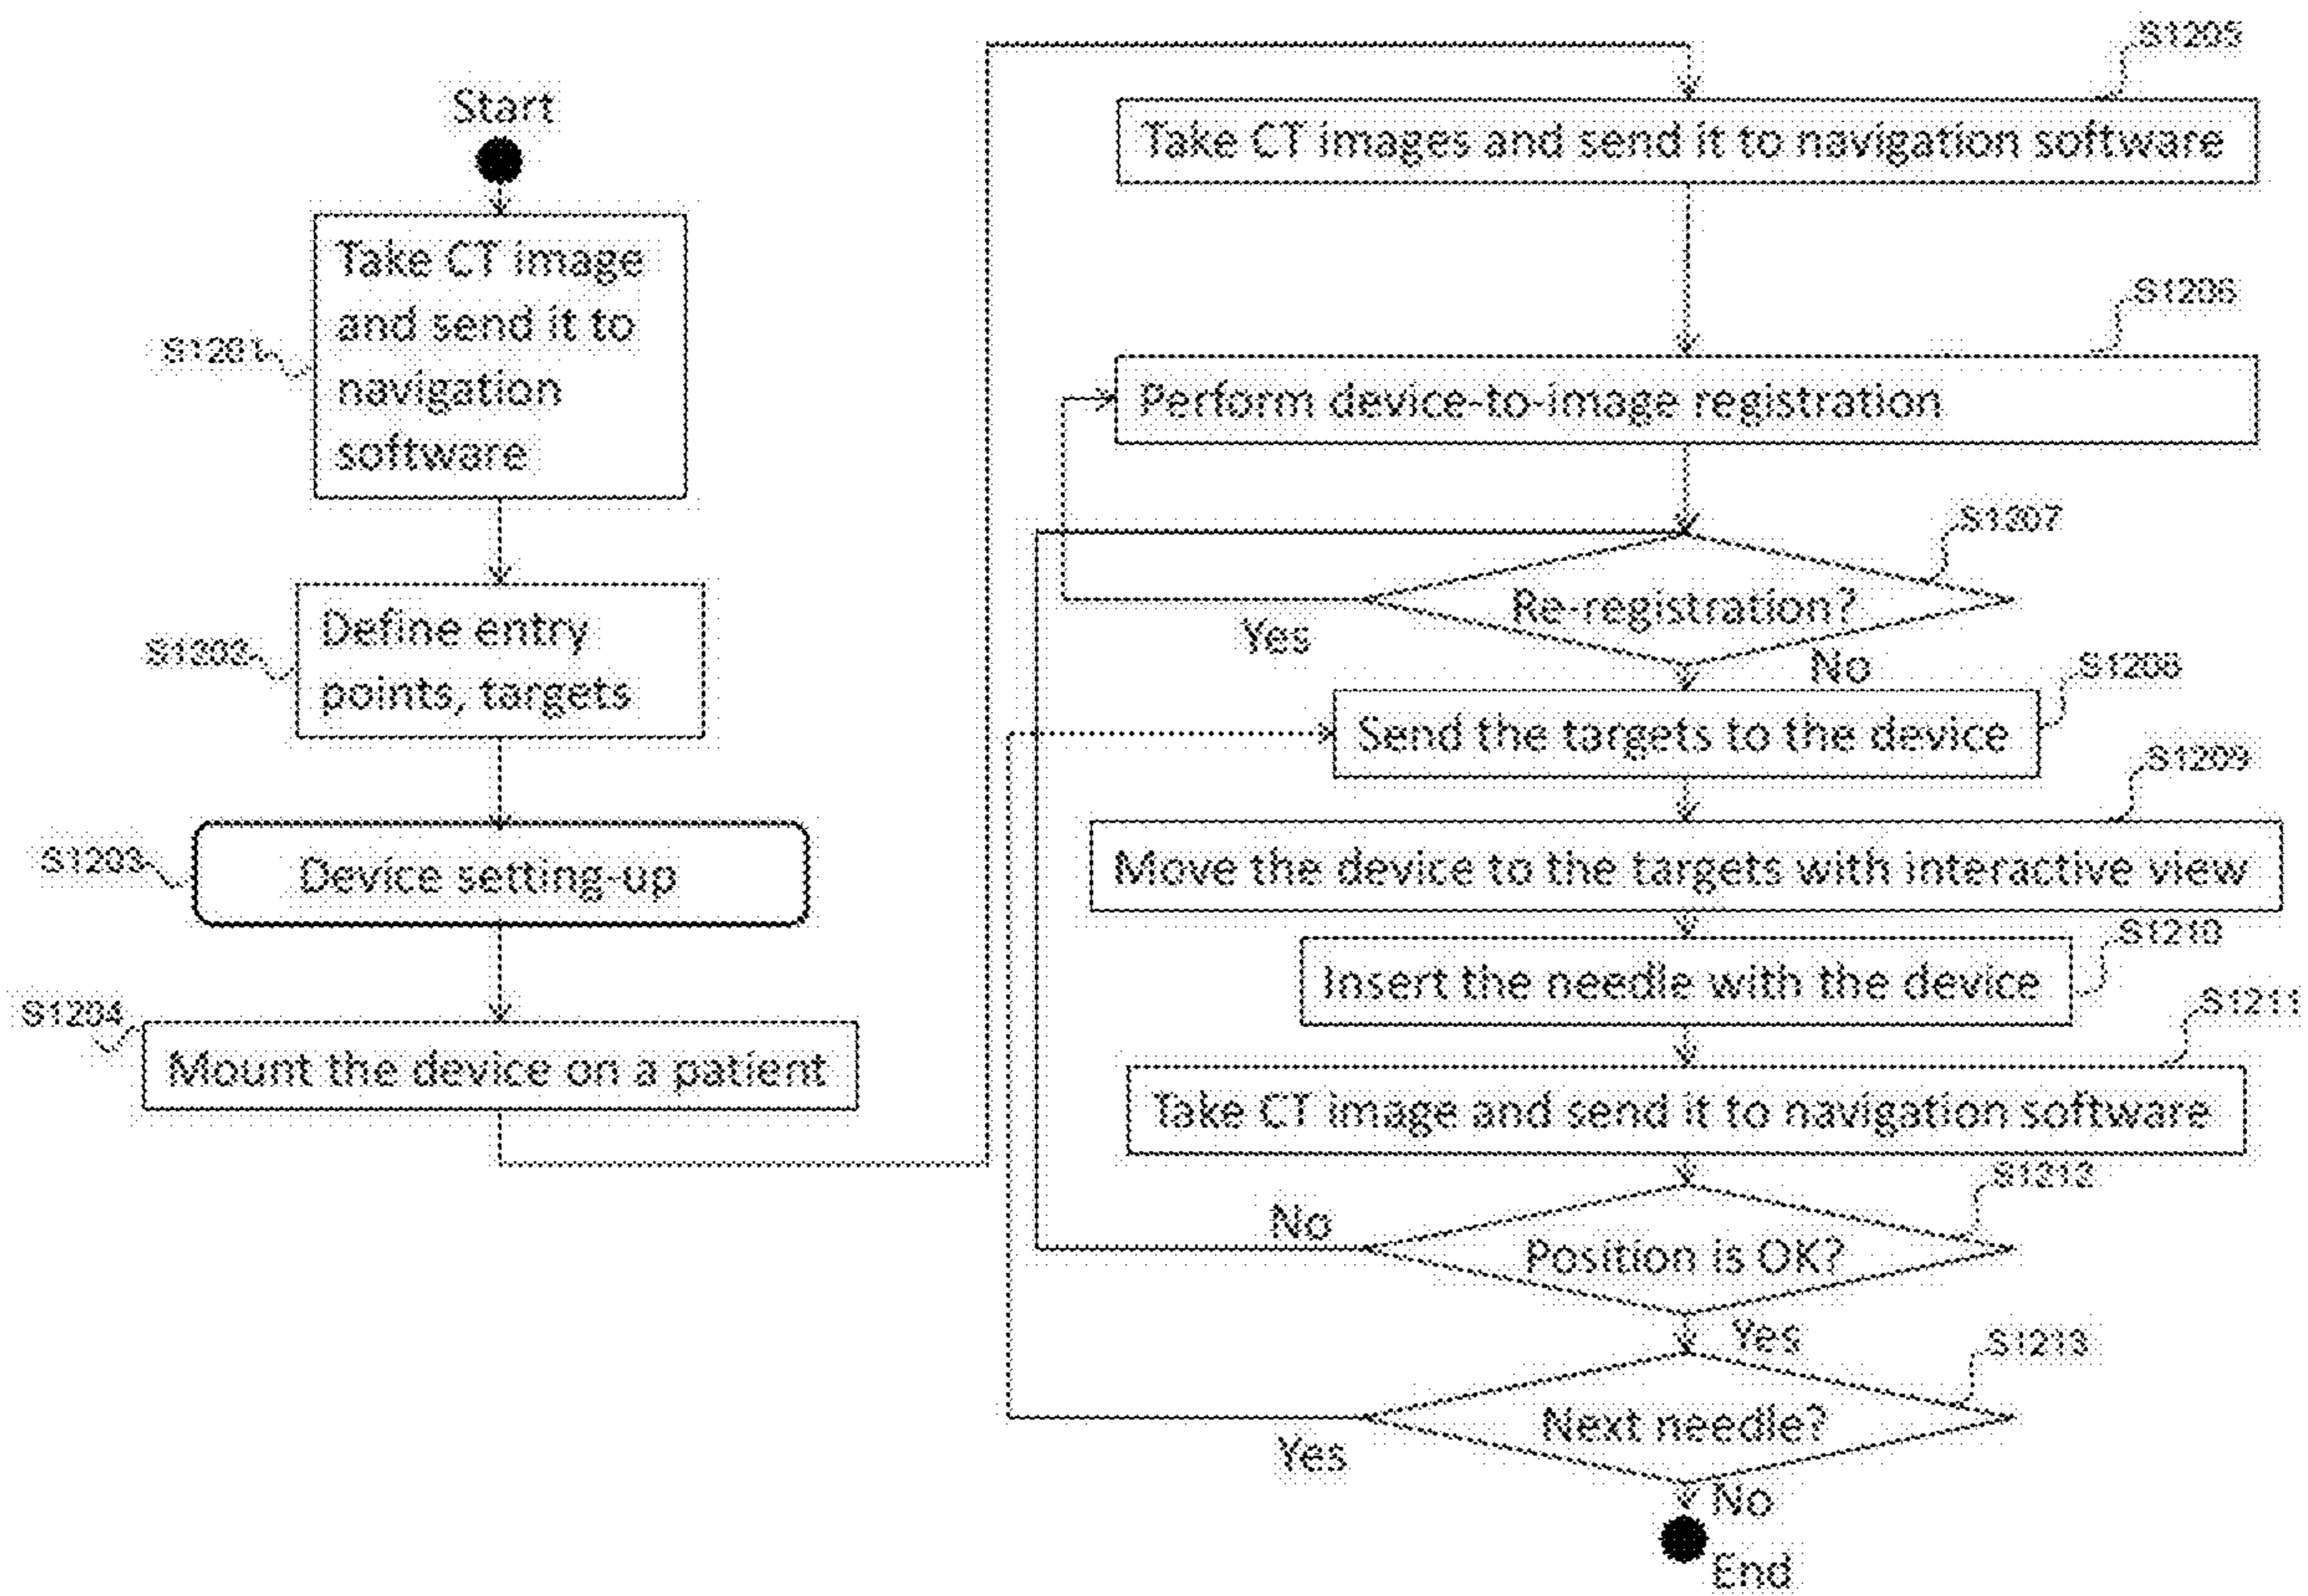 Start
Take CT image
and send it to
navigation
software
S1201
Define entry
points, targets
S1202
Device setting-up
S1203
S1204
Mount the device on a patient
S1205
Take CT images and send it to navigation software
S1206
Perform device-to-image registration
S1207
Re-registration?
Yes
No
S1208
Send the targets to the device
S1209
Move the device to the targets with interactive view
S1210
Insert the needle with the device
S1211
Take CT image and send it to navigation software
S1212
No
Position is OK?
Yes
S1213
Next needle?
Yes
No
End